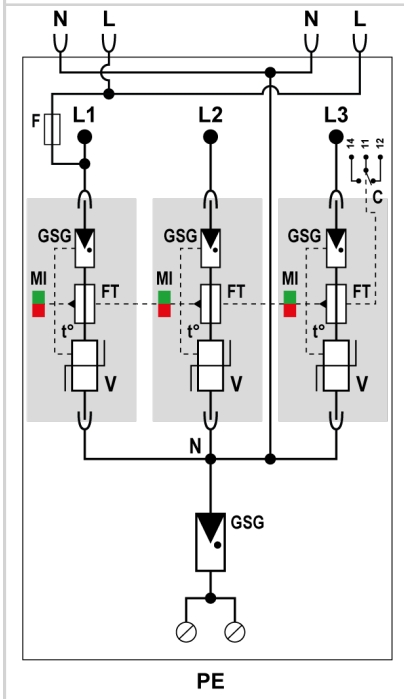 N L N L
F L1 L2 L3
14 11 12
C
GSG GSG GSG
MI FT MI FT MI FT
t° t° t°
V V V
N
GSG
PE